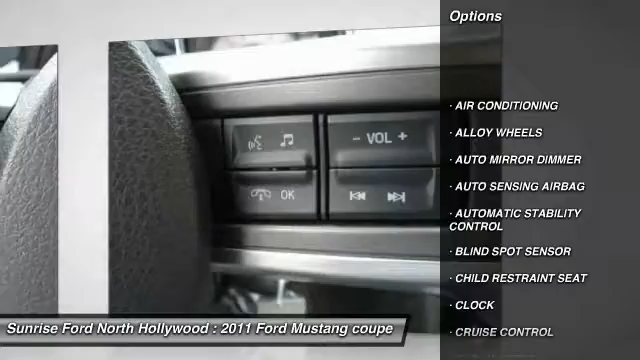 Options
· AIR CONDITIONING
· ALLOY WHEELS
· AUTO MIRROR DIMMER
· AUTO SENSING AIRBAG
· AUTOMATIC STABILITY
CONTROL
· BLIND SPOT SENSOR
· CHILD RESTRAINT SEAT
· CLOCK
· CRUISE CONTROL
- VOL +
OK
Sunrise Ford North Hollywood : 2011 Ford Mustang coupe